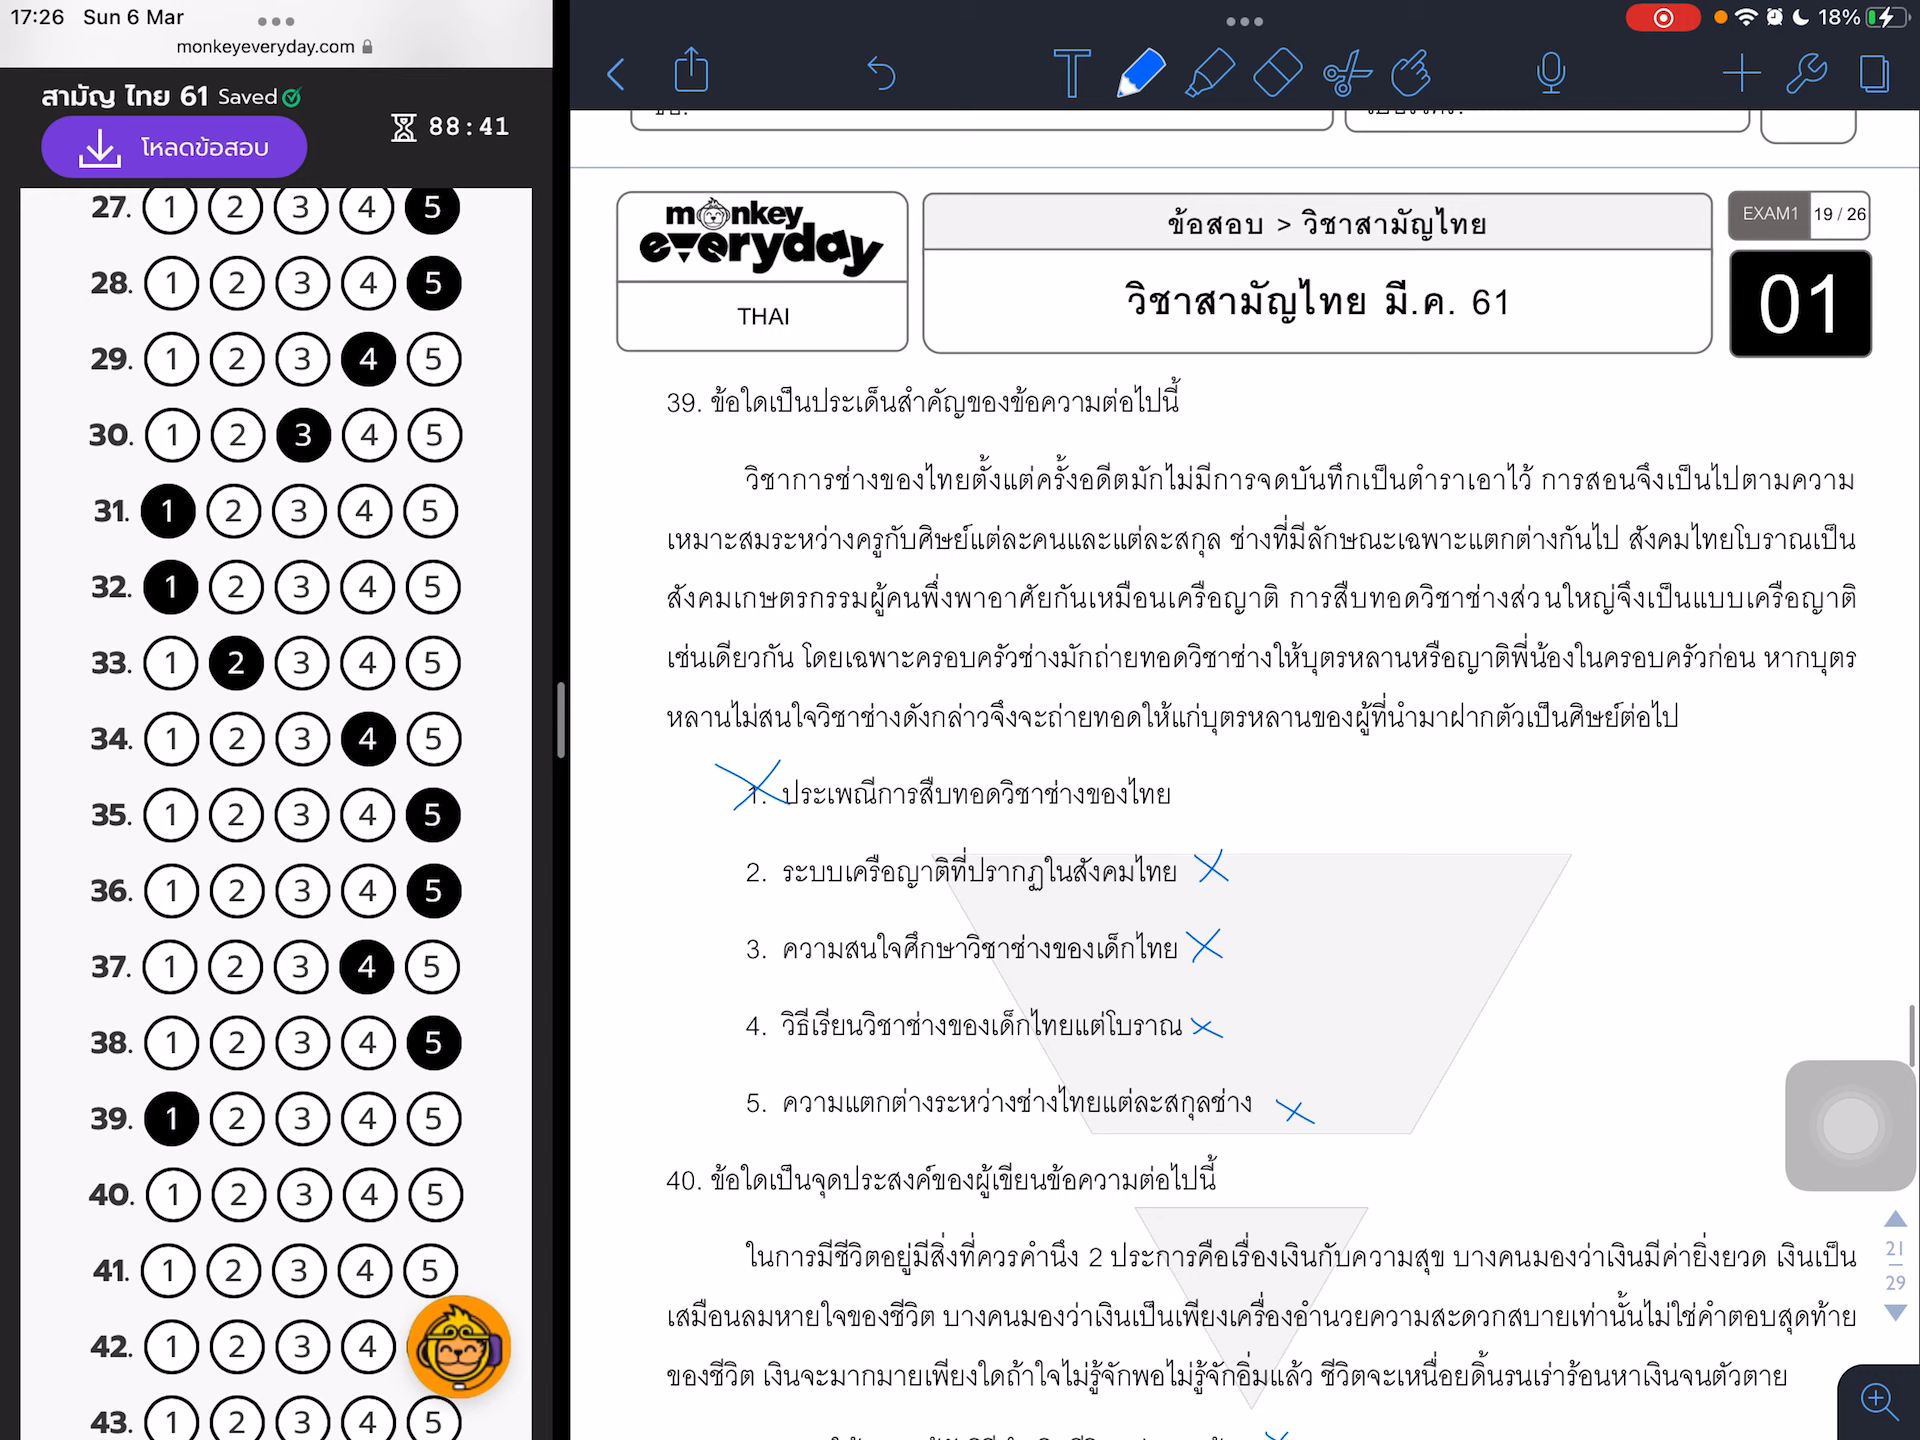 17:26 Sun 6 Mar
monkeyeveryday.com
สามัญ ไทย 61 Saved
โหลดข้อสอบ
88:41
27. 1 2 3 4 5
28. 1 2 3 4 5
29. 1 2 3 4 5
30. 1 2 3 4 5
31. 1 2 3 4 5
32. 1 2 3 4 5
33. 1 2 3 4 5
34. 1 2 3 4 5
35. 1 2 3 4 5
36. 1 2 3 4 5
37. 1 2 3 4 5
38. 1 2 3 4 5
39. 1 2 3 4 5
40. 1 2 3 4 5
41. 1 2 3 4 5
42. 1 2 3 4
43. 1 2 3 4 5
18%
monkey
everyday
THAI
ข้อสอบ > วิชาสามัญไทย
วิชาสามัญไทย มี.ค. 61
EXAM1 19 / 26
01
39. ข้อใดเป็นประเด็นสำคัญของข้อความต่อไปนี้
วิชาการช่างของไทยตั้งแต่ครั้งอดีตมักไม่มีการจดบันทึกเป็นตำราเอาไว้ การสอนจึงเป็นไปตามความ
เหมาะสมระหว่างครูกับศิษย์แต่ละคนและแต่ละสกุล ช่างที่มีลักษณะเฉพาะแตกต่างกันไป สังคมไทยโบราณเป็น
สังคมเกษตรกรรมผู้คนพึ่งพาอาศัยกันเหมือนเครือญาติ การสืบทอดวิชาช่างส่วนใหญ่จึงเป็นแบบเครือญาติ
เช่นเดียวกัน โดยเฉพาะครอบครัวช่างมักถ่ายทอดวิชาช่างให้บุตรหลานหรือญาติพี่น้องในครอบครัวก่อน หากบุตร
หลานไม่สนใจวิชาช่างดังกล่าวจึงจะถ่ายทอดให้แก่บุตรหลานของผู้ที่นำมาฝากตัวเป็นศิษย์ต่อไป
1. ประเพณีการสืบทอดวิชาช่างของไทย
2. ระบบเครือญาติที่ปรากฏในสังคมไทย
3. ความสนใจศึกษาวิชาช่างของเด็กไทย
4. วิธีเรียนวิชาช่างของเด็กไทยแต่โบราณ
5. ความแตกต่างระหว่างช่างไทยแต่ละสกุลช่าง
40. ข้อใดเป็นจุดประสงค์ของผู้เขียนข้อความต่อไปนี้
ในการมีชีวิตอยู่มีสิ่งที่ควรคำนึง 2 ประการคือเรื่องเงินกับความสุข บางคนมองว่าเงินมีค่ายิ่งยวด เงินเป็น
เสมือนลมหายใจของชีวิต บางคนมองว่าเงินเป็นเพียงเครื่องอำนวยความสะดวกสบายเท่านั้นไม่ใช่คำตอบสุดท้าย
ของชีวิต เงินจะมากมายเพียงใดถ้าใจไม่รู้จักพอไม่รู้จักอิ่มแล้ว ชีวิตจะเหนื่อยดิ้นรนเร่าร้อนหาเงินจนตัวตาย
21
29